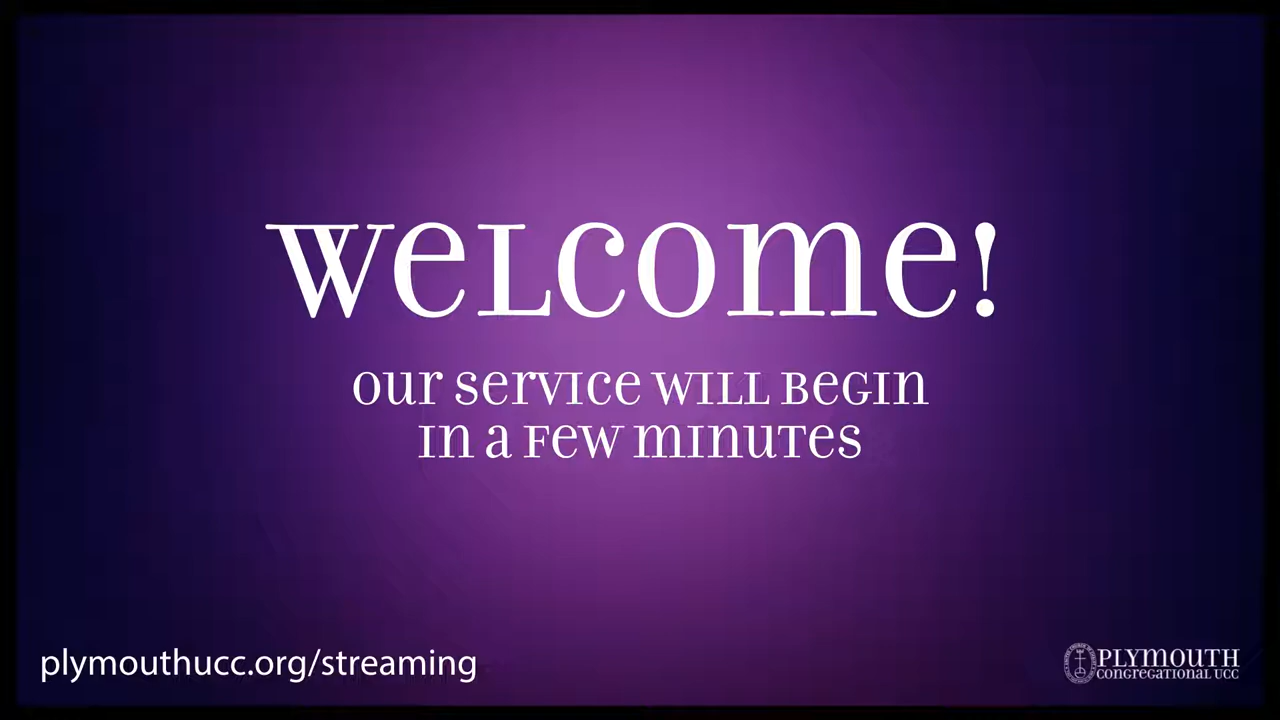 WeLcome!
our service WILL BEGIN
In a FEW MINUTES
plymouthucc.org/streaming
PLYMOUTH
CONGREGATIONAL UCC